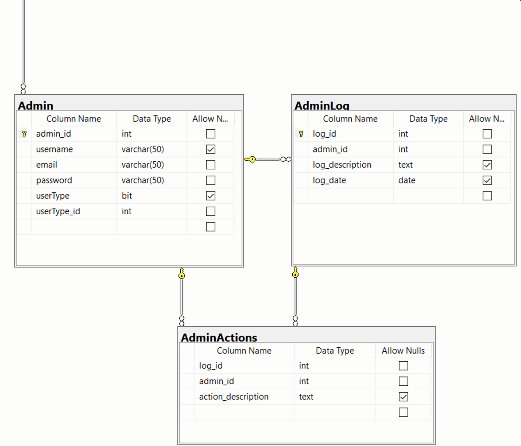 Admin
Column Name Data Type Allow N...
admin_id int
username varchar(50)
email varchar(50)
password varchar(50)
userType bit
userType_id int
AdminLog
Column Name Data Type Allow N...
log_id int
admin_id int
log_description text
log_date date
AdminActions
Column Name Data Type Allow Nulls
log_id int
admin_id int
action_description text